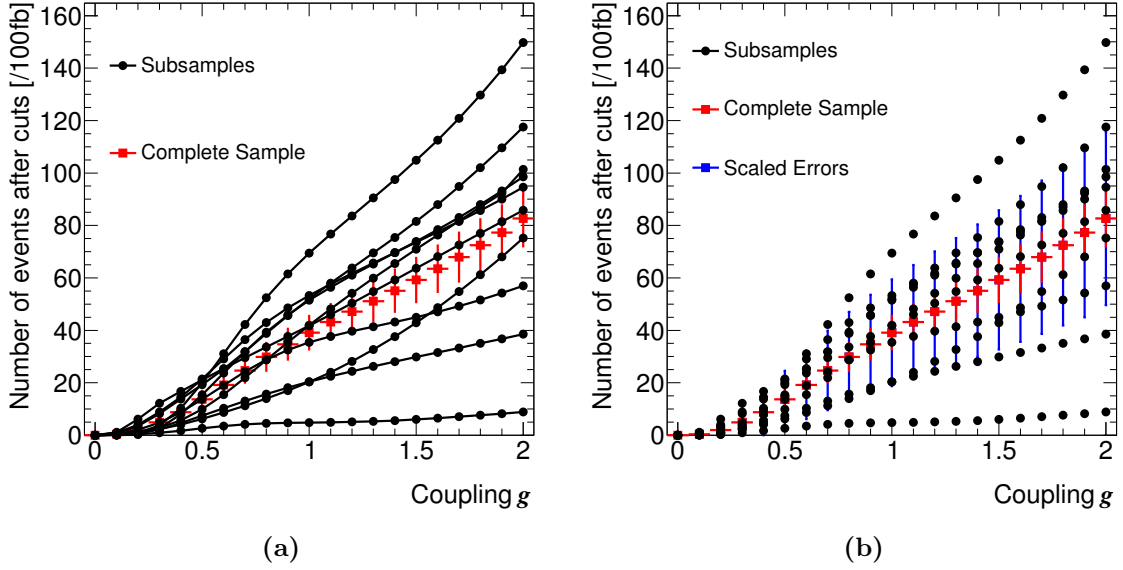 Number of events after cuts [/100fb]
160
140
120
100
80
60
40
20
0
Subsamples
Complete Sample
0 0.5 1 1.5 2
Coupling g
(a)
Number of events after cuts [/100fb]
160
140
120
100
80
60
40
20
0
Subsamples
Complete Sample
Scaled Errors
0 0.5 1 1.5 2
Coupling g
(b)